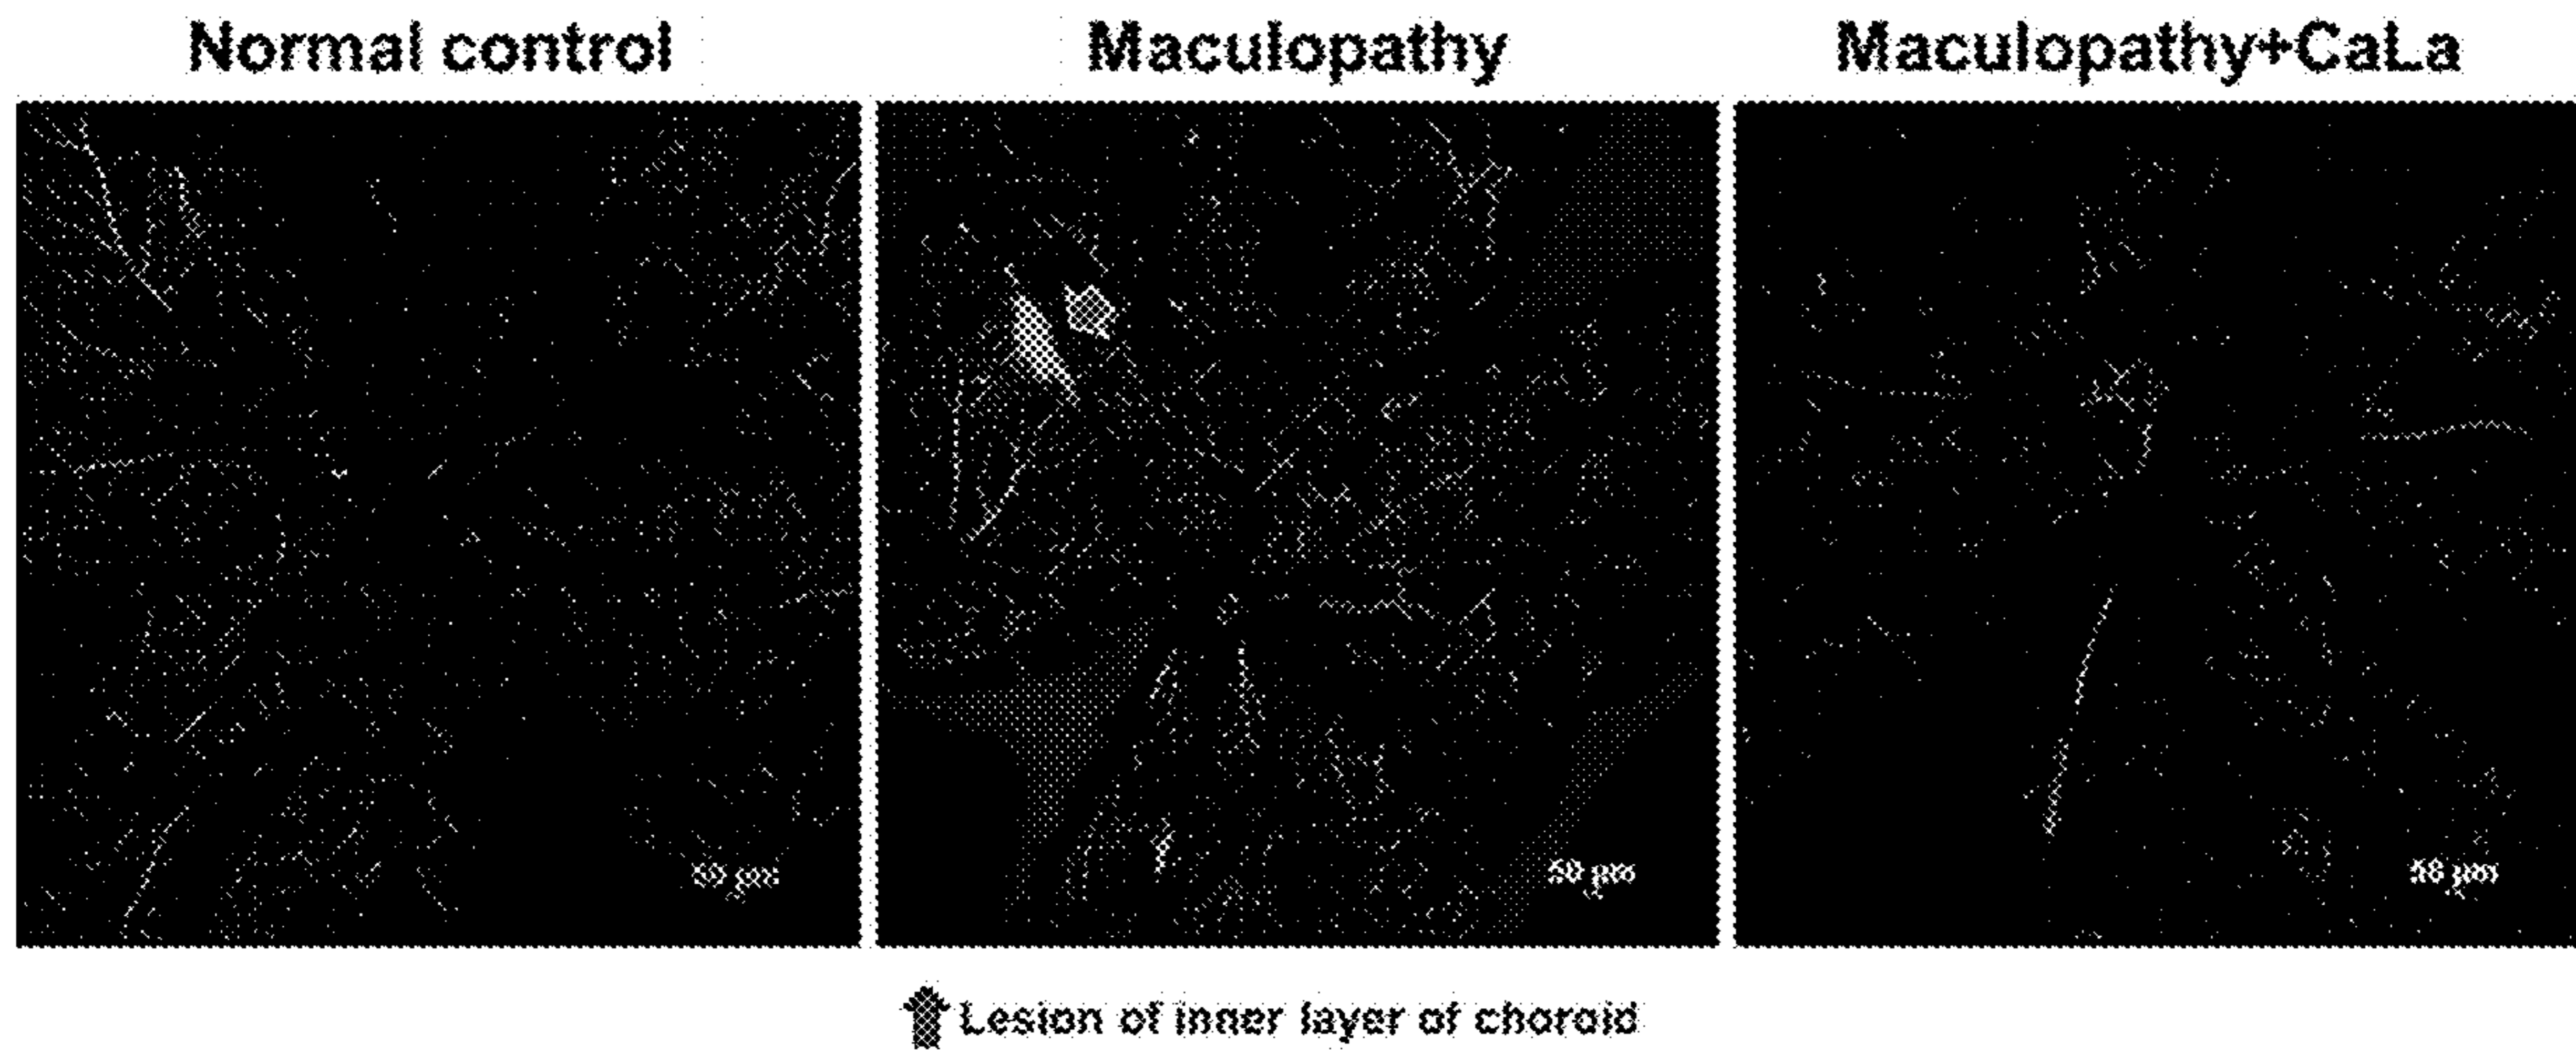 Normal control
Maculopathy
Maculopathy+CaLa
50 µm
50 µm
50 µm
Lesion of inner layer of choroid